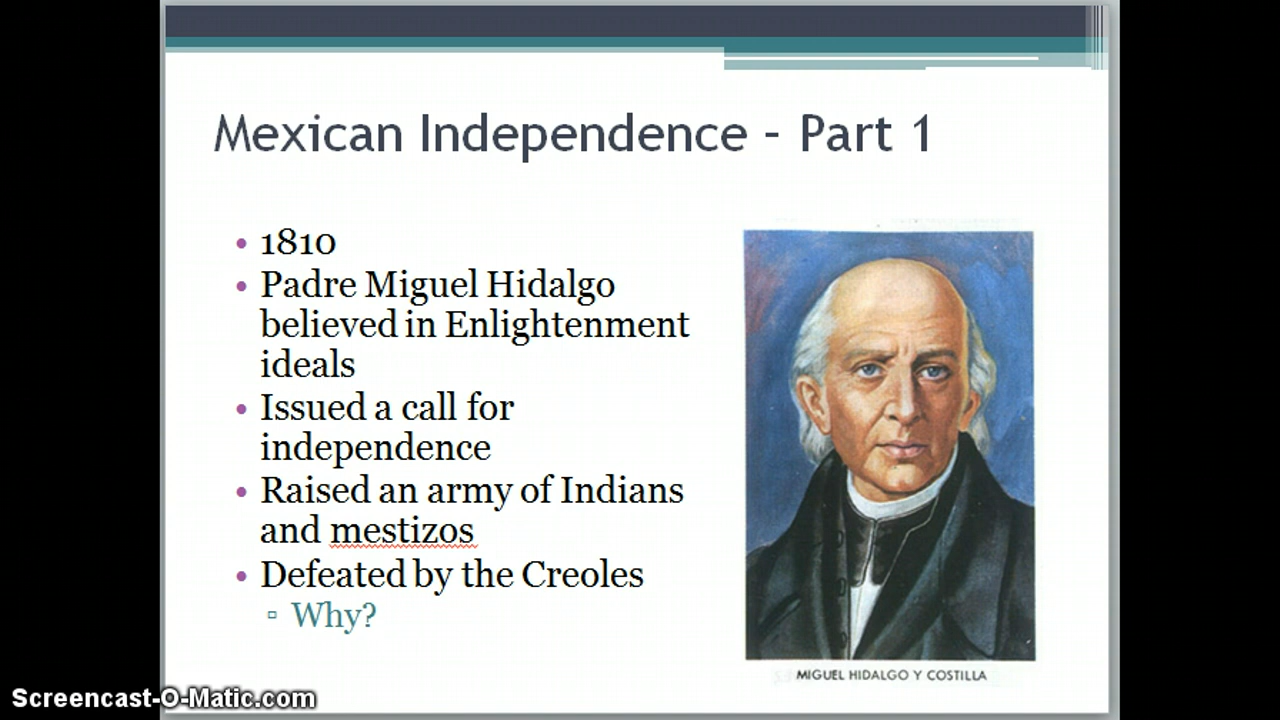 Mexican Independence - Part 1
• 1810
• Padre Miguel Hidalgo
believed in Enlightenment
ideals
• Issued a call for
independence
• Raised an army of Indians
and mestizos
• Defeated by the Creoles
▫ Why?
MIGUEL HIDALGO Y COSTILLA
Screencast-O-Matic.com